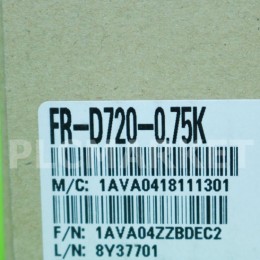 FR-D720-0.75K
M/C: 1AVA0418111301
F/N: 1AVA04ZZBDEC2
L/N: 8Y37701